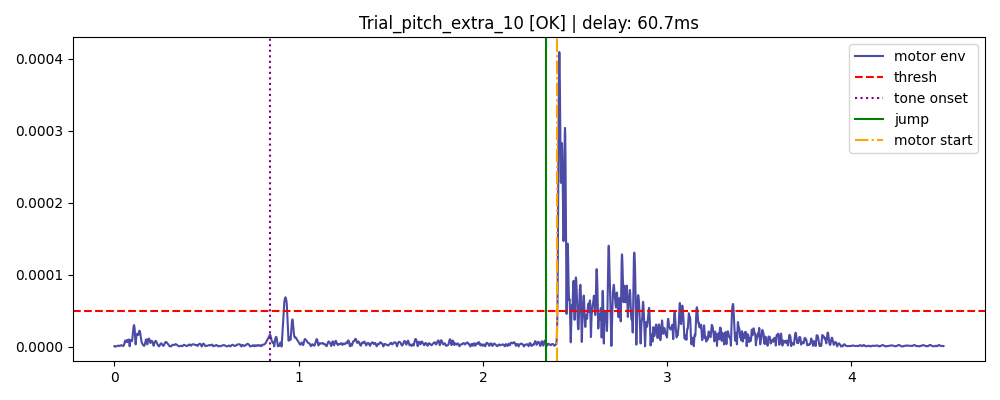 Trial_pitch_extra_10 [OK] | delay: 60.7ms
0.0004
0.0003
0.0002
0.0001
0.0000
motor env
thresh
tone onset
jump
motor start
0 1 2 3 4